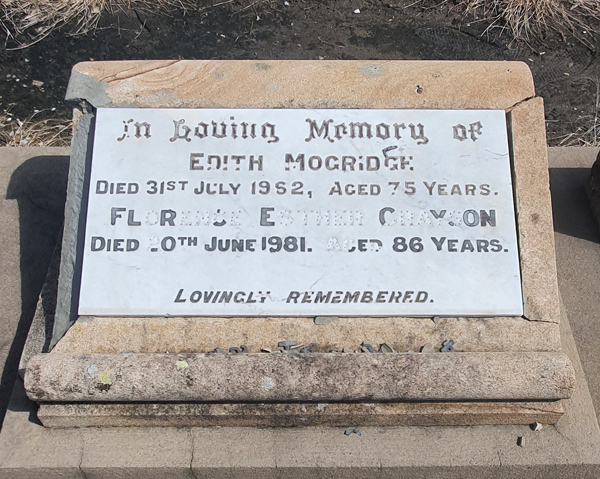 In Loving Memory of
EDITH MOGRIDGE
DIED 31ST JULY 1962, AGED 75 YEARS.
FLORENCE ESTHER GRAYSON
DIED 20TH JUNE 1981. AGED 86 YEARS.
LOVINGLY REMEMBERED.